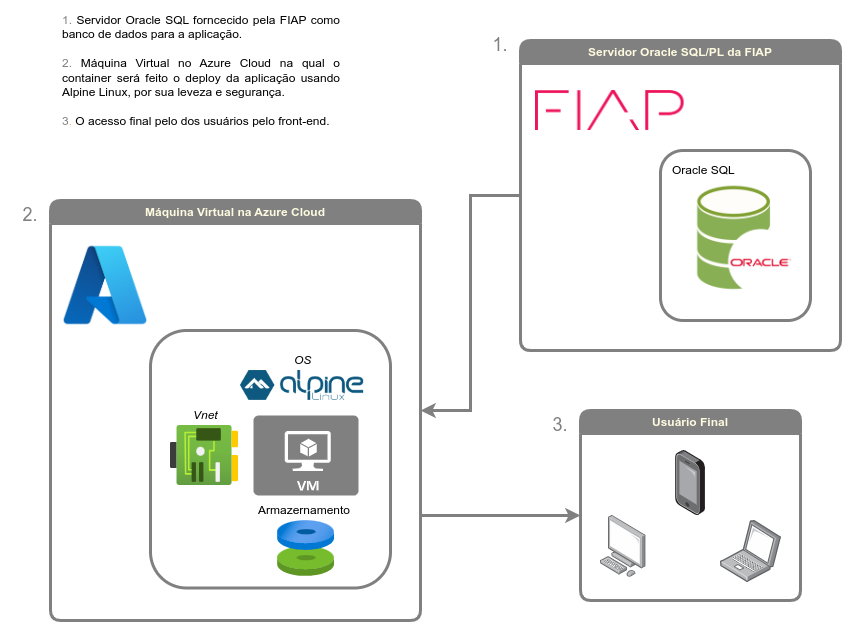 1. Servidor Oracle SQL forncecido pela FIAP como
banco de dados para a aplicação.
2. Máquina Virtual no Azure Cloud na qual o
container será feito o deploy da aplicação usando
Alpine Linux, por sua leveza e segurança.
3. O acesso final pelo dos usuários pelo front-end.
1.
Servidor Oracle SQL/PL da FIAP
FIAP
Oracle SQL
ORACLE
2.
Máquina Virtual na Azure Cloud
OS
alpine
Linux
Vnet
VM
Armazernamento
3.
Usuário Final